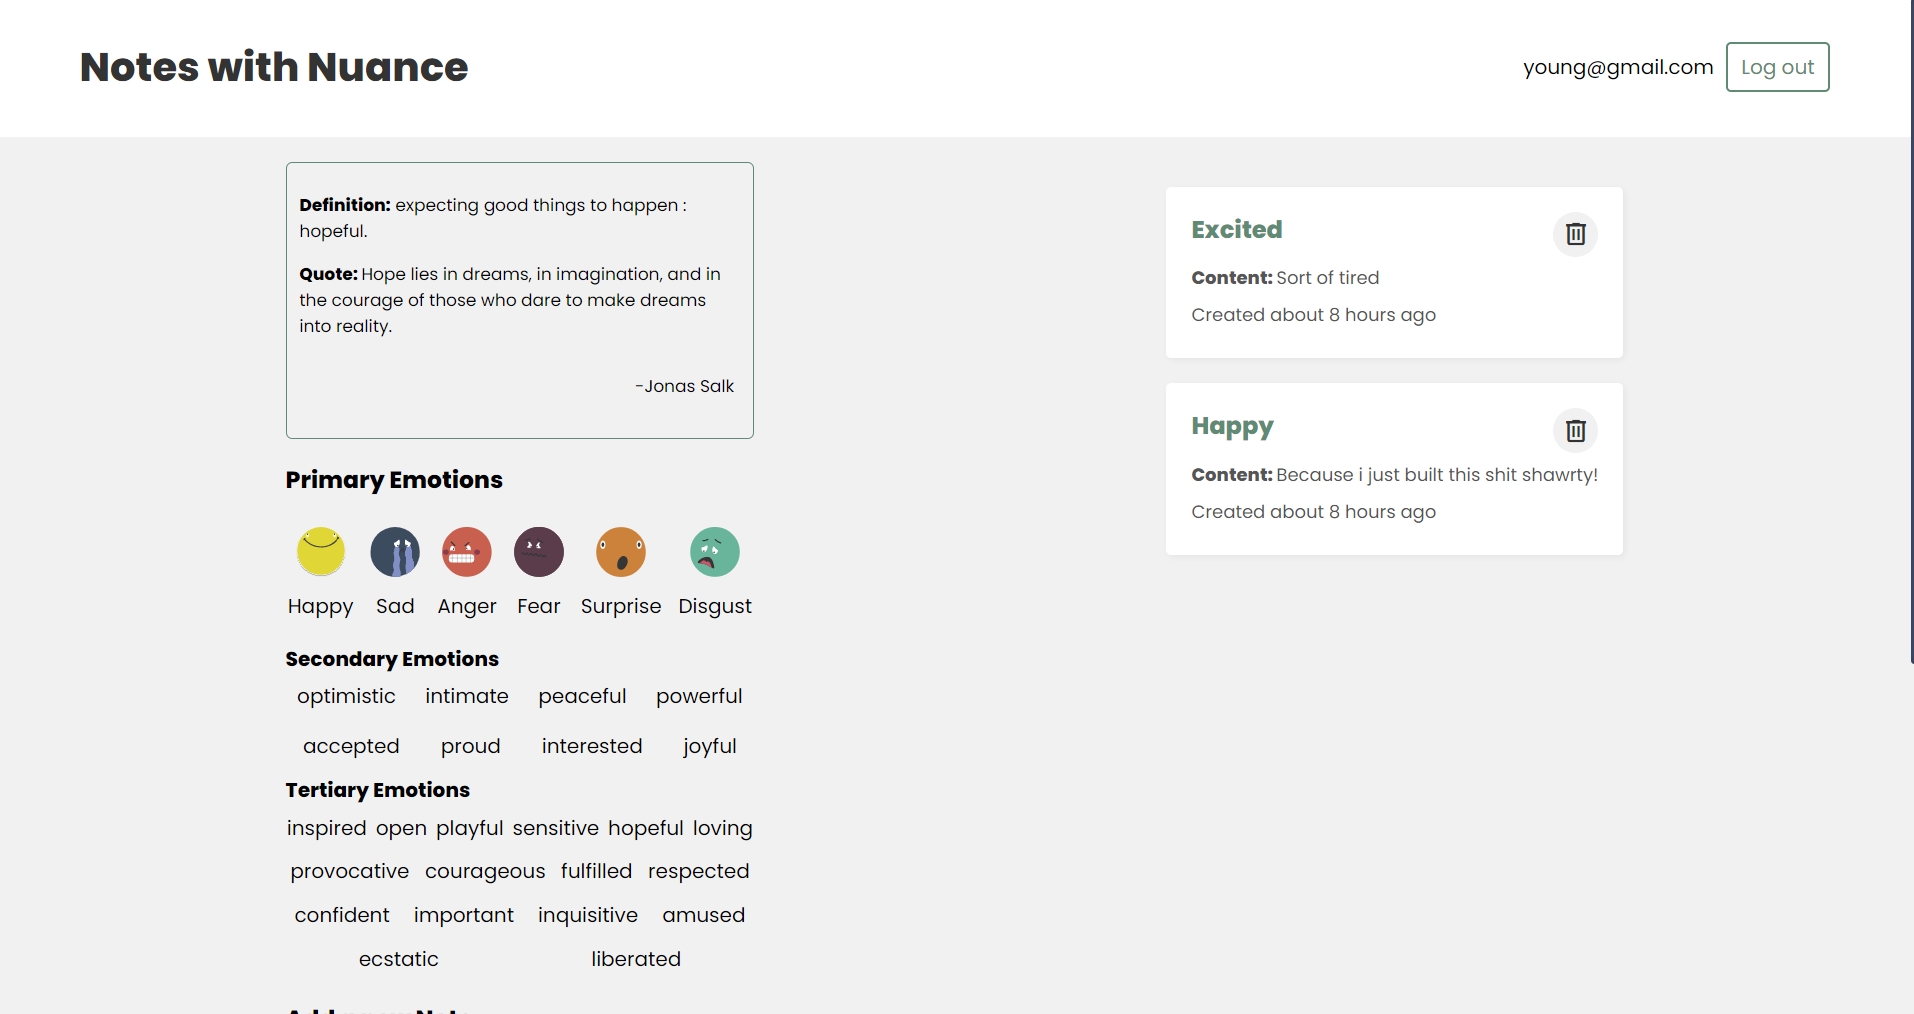 Notes with Nuance
young@gmail.com
Log out
Definition: expecting good things to happen :
hopeful.
Quote: Hope lies in dreams, in imagination, and in
the courage of those who dare to make dreams
into reality.
-Jonas Salk
Primary Emotions
Happy Sad Anger Fear Surprise Disgust
Secondary Emotions
optimistic intimate peaceful powerful
accepted proud interested joyful
Tertiary Emotions
inspired open playful sensitive hopeful loving
provocative courageous fulfilled respected
confident important inquisitive amused
ecstatic liberated
Excited
Content: Sort of tired
Created about 8 hours ago
Happy
Content: Because i just built this shit shawrty!
Created about 8 hours ago